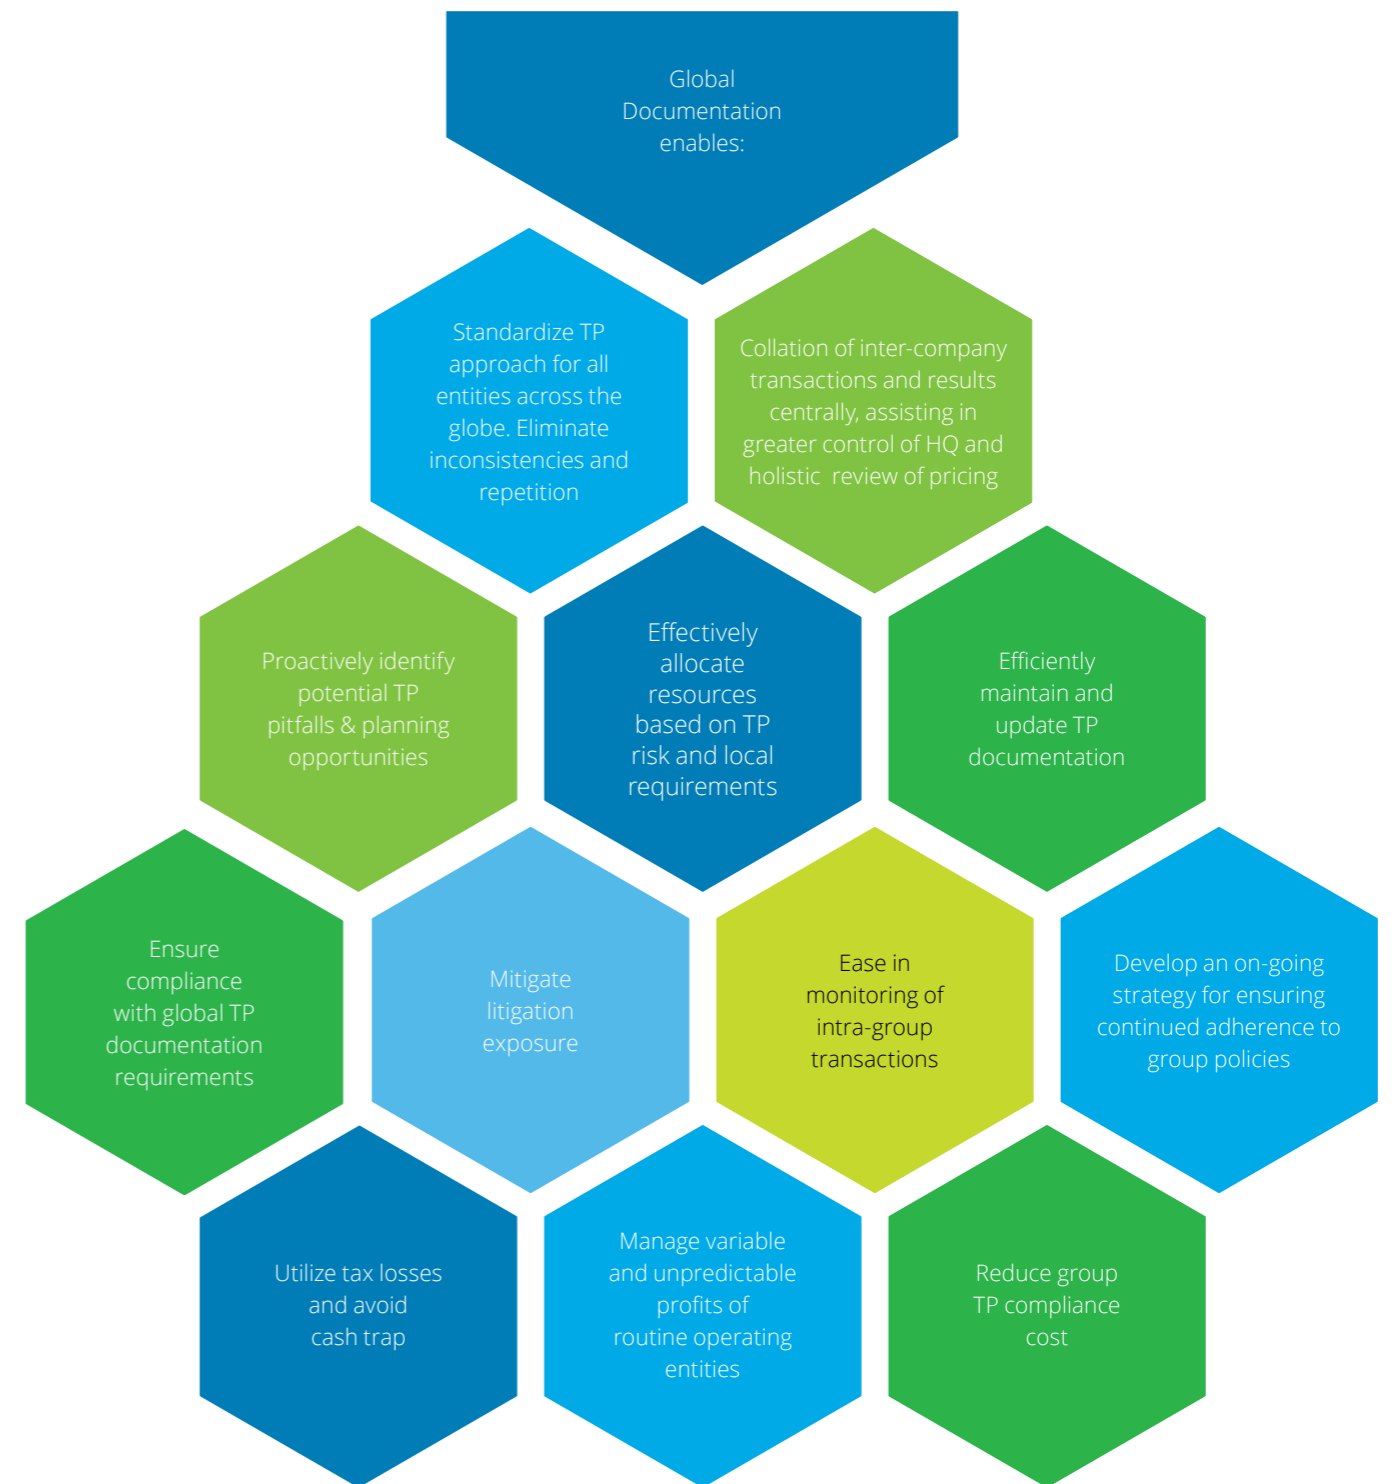 Global
Documentation
enables:
Standardize TP
approach for all
entities across the
globe. Eliminate
inconsistencies and
repetition
Collation of inter-company
transactions and results
centrally, assisting in
greater control of HQ and
holistic  review of pricing
Proactively identify
potential TP
pitfalls & planning
opportunities
Effectively
allocate
resources
based on TP
risk and local
requirements
Efficiently
maintain and
update TP
documentation
Ensure
compliance
with global TP
documentation
requirements
Mitigate
litigation
exposure
Ease in
monitoring of
intra-group
transactions
Develop an on-going
strategy for ensuring
continued adherence to
group policies
Utilize tax losses
and avoid
cash trap
Manage variable
and unpredictable
profits of
routine operating
entities
Reduce group
TP compliance
cost